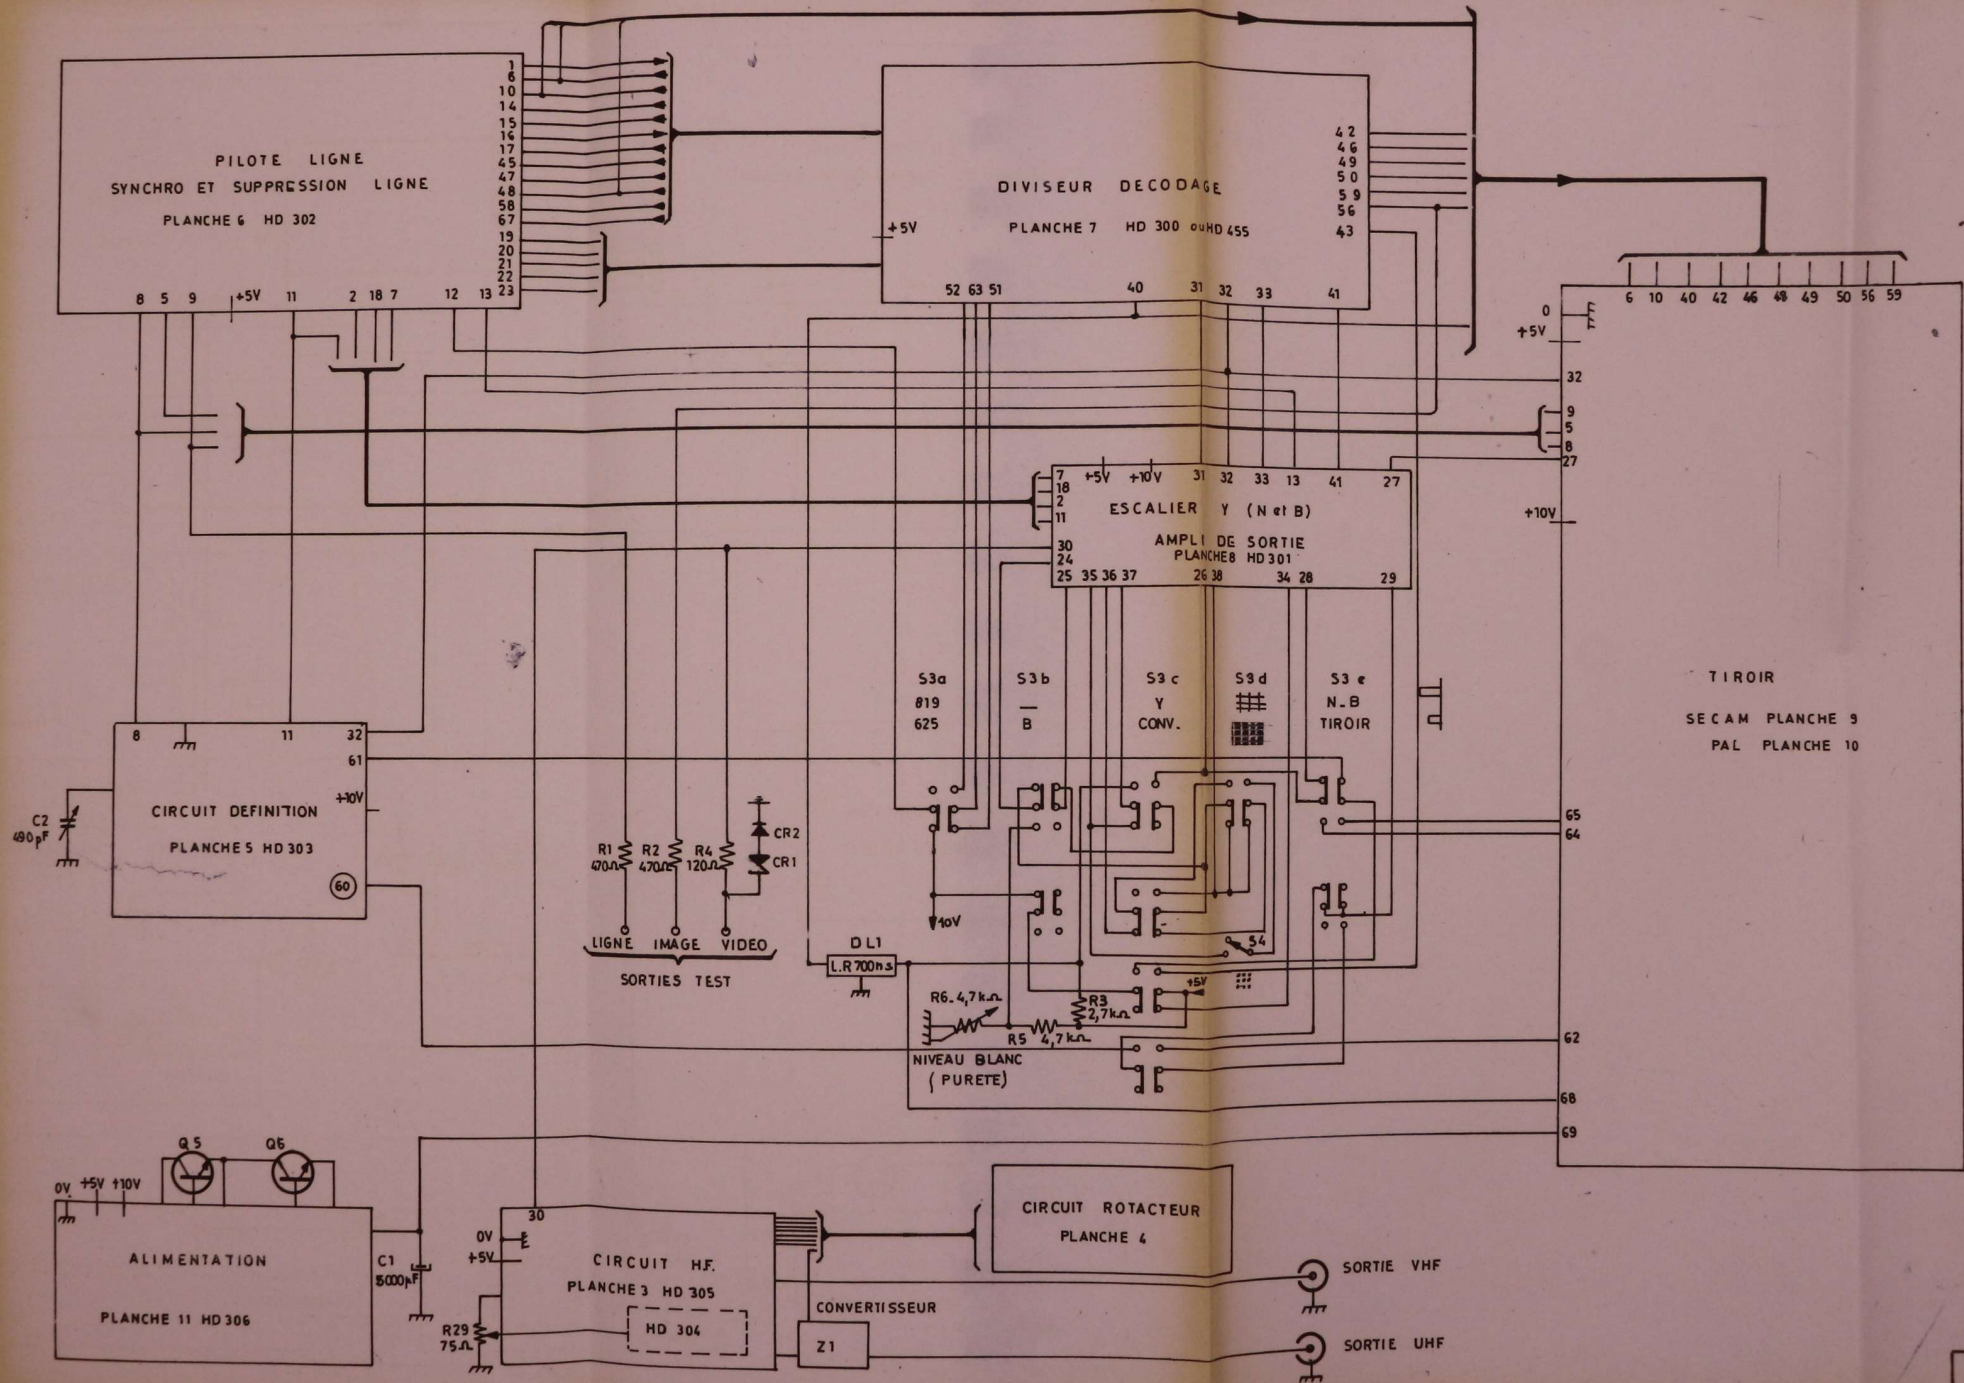 PILOTE LIGNE
SYNCHRO ET SUPPRESSION LIGNE
PLANCHE 6 HD 302
1
6
10
14
15
16
17
45
47
48
58
67
19
20
21
22
23
8 5 9 +5V 11 2 18 7 12 13
DIVISEUR DECODAGE
PLANCHE 7 HD 300 ou HD 455
+5V
42
46
49
50
59
56
43
52 63 51 40 31 32 33 41
6 10 40 42 46 48 49 50 56 59
0
+5V
32
9
5
8
27
+10V
TIROIR
SECAM PLANCHE 9
PAL PLANCHE 10
65
64
62
68
69
7
18
2
11
30
24
+5V +10V 31 32 33 13 41 27
ESCALIER Y (N et B)
AMPLI DE SORTIE
PLANCHE 8 HD 301
25 35 36 37 26 38 34 28 29
S3a S3b S3c S3d S3e
819 Y N_B
625 B CONV. TIROIR
8 11 32
61
+10V
CIRCUIT DEFINITION
PLANCHE 5 HD 303
60
C2
490pF
R1
470Ω
R2
470Ω
R4
120Ω
CR2
CR1
LIGNE IMAGE VIDEO
SORTIES TEST
10V
DL1
L.R 700ns
S4
+5V
R6_4,7kΩ
R3
2,7kΩ
R5 4,7kΩ
NIVEAU BLANC
(PURETE)
Q5 Q6
0V +5V +10V
ALIMENTATION
PLANCHE 11 HD 306
C1
5000µF
30
0V
+5V
CIRCUIT H.F.
PLANCHE 3 HD 305
HD 304
R29
75Ω
CIRCUIT ROTACTEUR
PLANCHE 4
CONVERTISSEUR
Z1
SORTIE VHF
SORTIE UHF